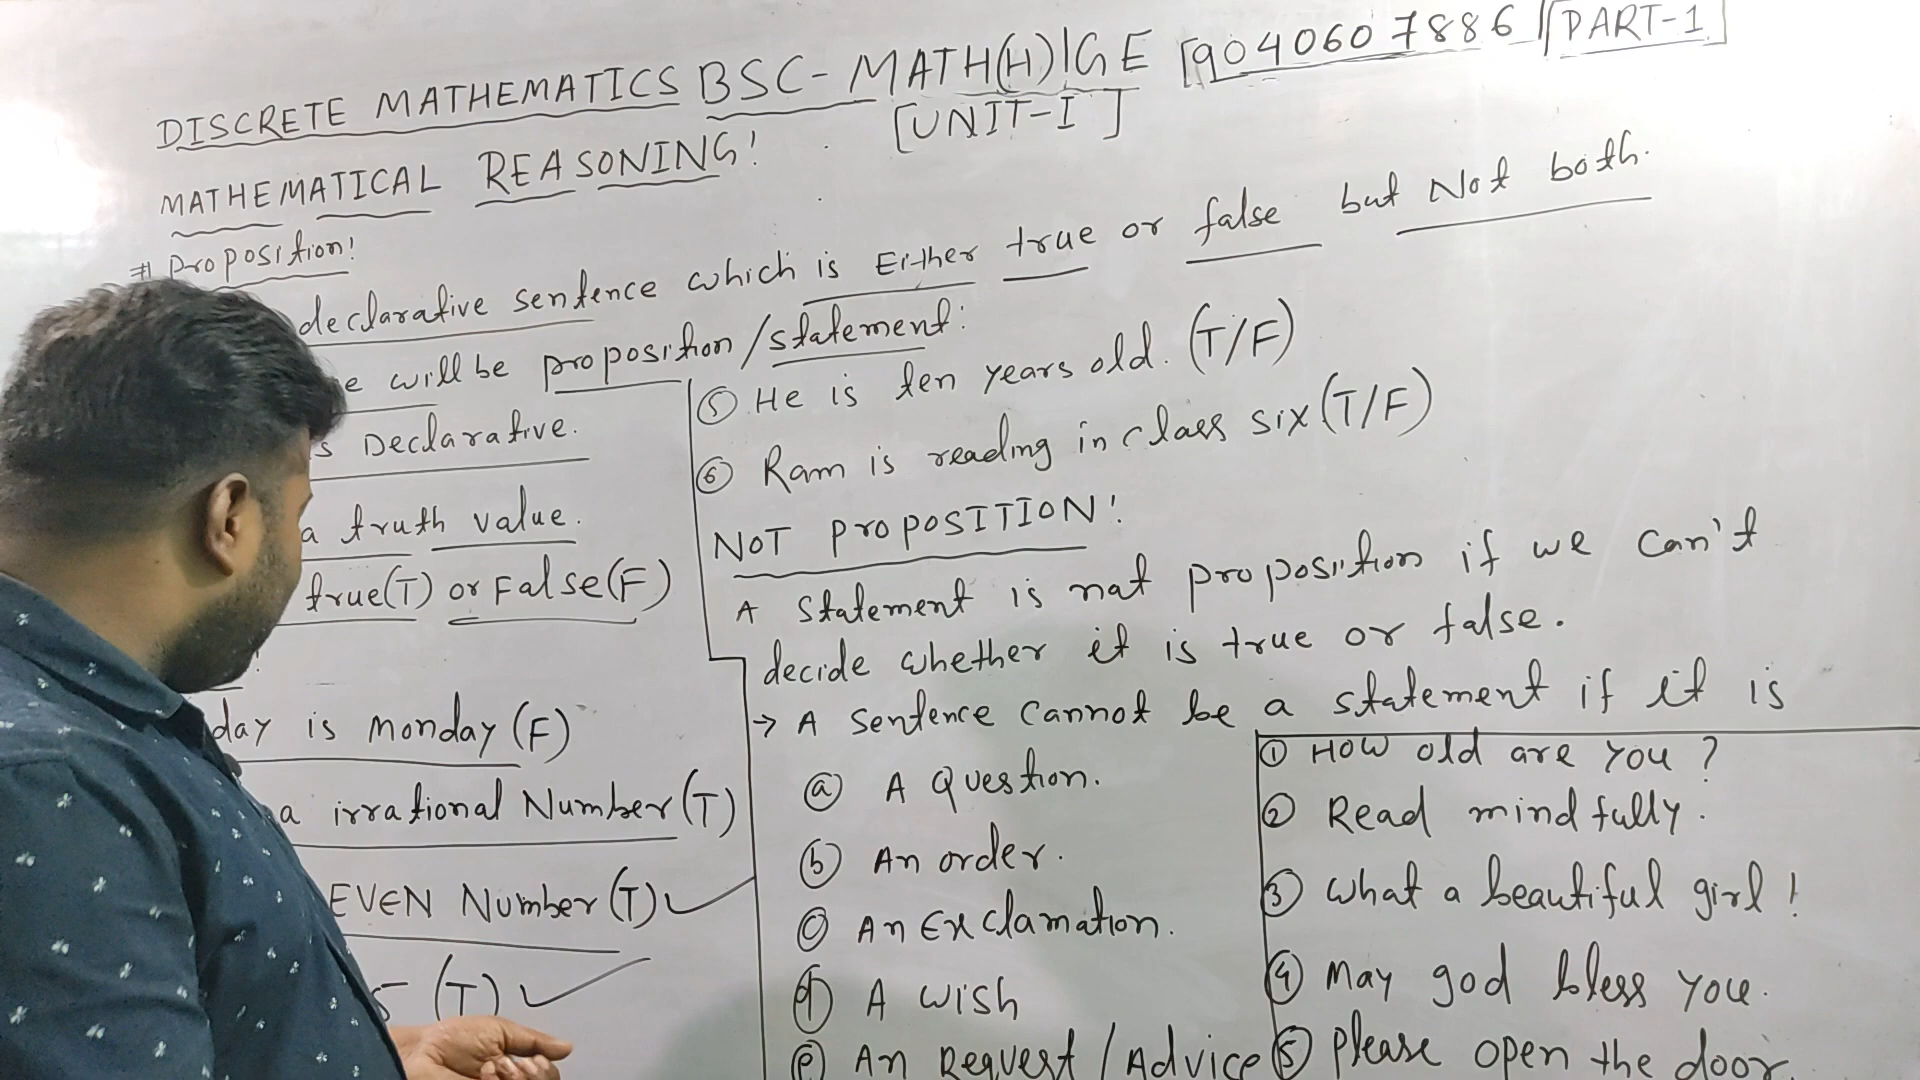 DISCRETE MATHEMATICS BSC-MATH(H)|GE [9040607886 PART-1]
MATHEMATICAL REASONING! [UNIT-I]
# Proposition!
declarative sentence which is Either true or false but Not both.
e will be proposition/statement:
s Declarative.
a truth value.
true(T) or False(F)
day is monday (F)
a irrational Number (T)
EVEN Number (T)
5 (T)
⑤ He is ten years old. (T/F)
⑥ Ram is reading in class six (T/F)
NOT PROPOSITION!
A statement is nat proposition if we can't
decide whether it is true or false.
→ A sentence cannot be a statement if it is
ⓐ A Question.
ⓑ An order.
ⓒ An Exclamation.
ⓓ A wish
ⓔ An Request / Advice
① How old are you?
② Read mindfully.
③ what a beautiful girl!
④ may god bless you.
⑤ please open the door.